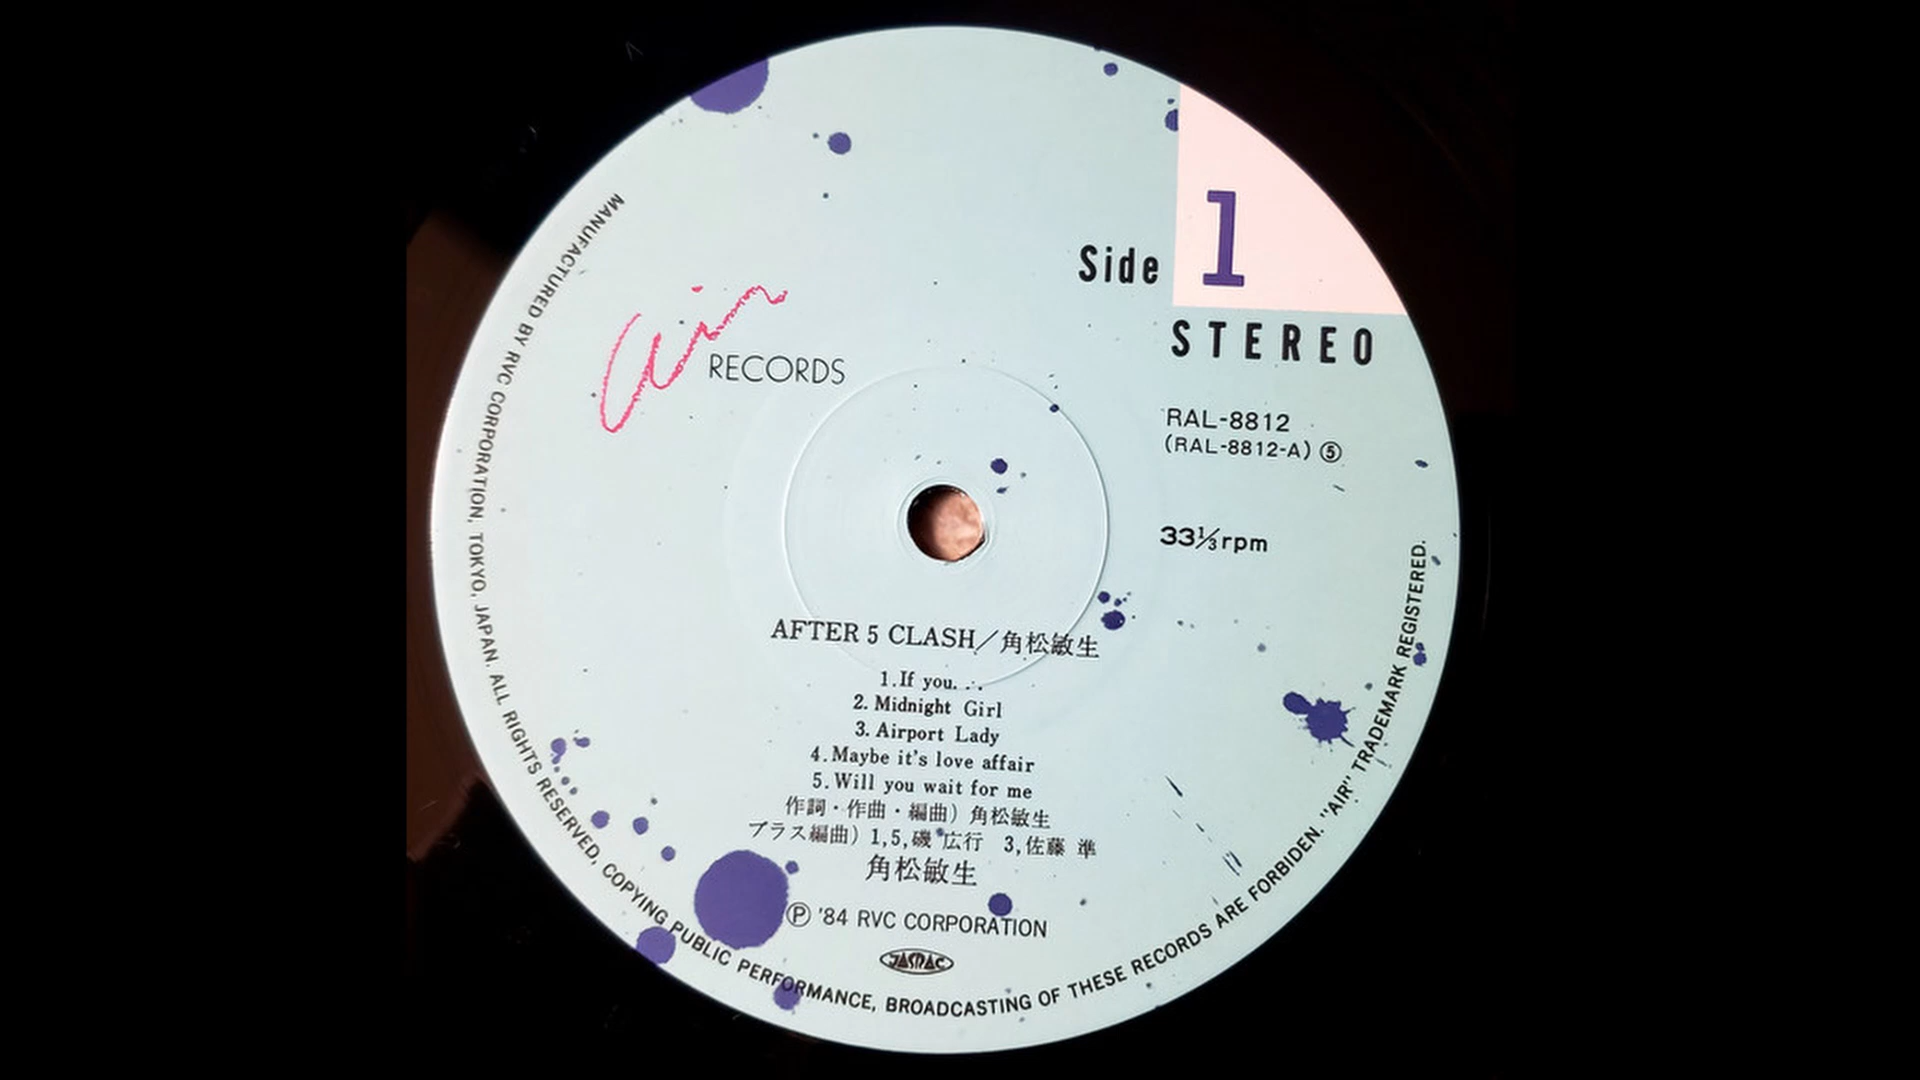 air
RECORDS
Side 1
STEREO
RAL-8812
(RAL-8812-A) ⑤
33⅓rpm
AFTER 5 CLASH／角松敏生
1.If you...
2. Midnight Girl
3. Airport Lady
4.Maybe it's love affair
5.Will you wait for me
作詞・作曲・編曲）角松敏生
ブラス編曲）1,5,磯 広行 3,佐藤 準
角松敏生
Ⓟ '84 RVC CORPORATION
JASRAC
MANUFACTURED BY RVC CORPORATION, TOKYO, JAPAN. ALL RIGHTS RESERVED, COPYING PUBLIC PERFORMANCE, BROADCASTING OF THESE RECORDS ARE FORBIDEN. "AIR" TRADEMARK REGISTERED.